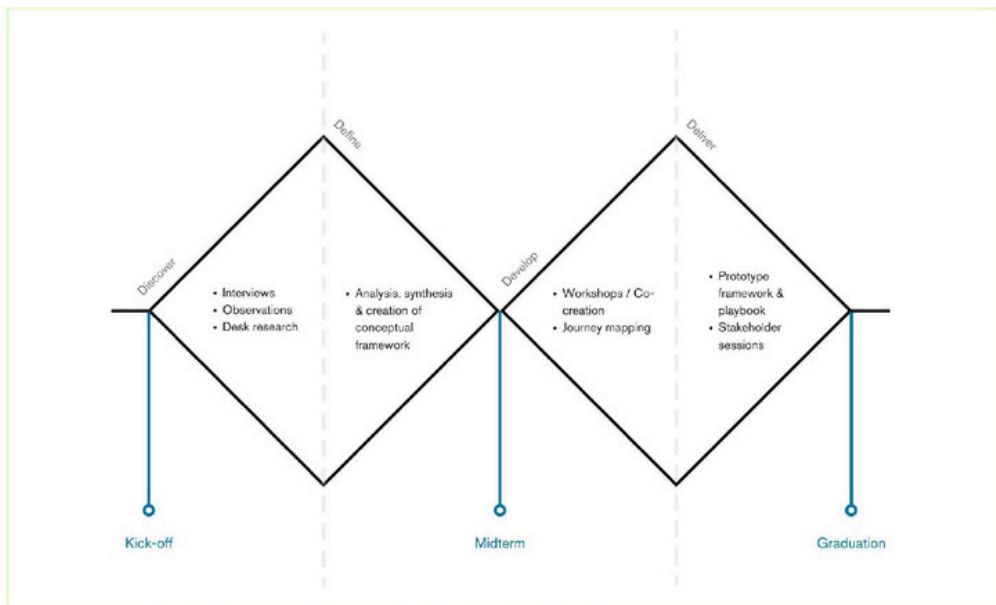 Discover
• Interviews
• Observations
• Desk research
Define
• Analysis, synthesis
& creation of
conceptual
framework
Develop
• Workshops / Co-
creation
• Journey mapping
Deliver
• Prototype
framework &
playbook
• Stakeholder
sessions
Kick-off
Midterm
Graduation